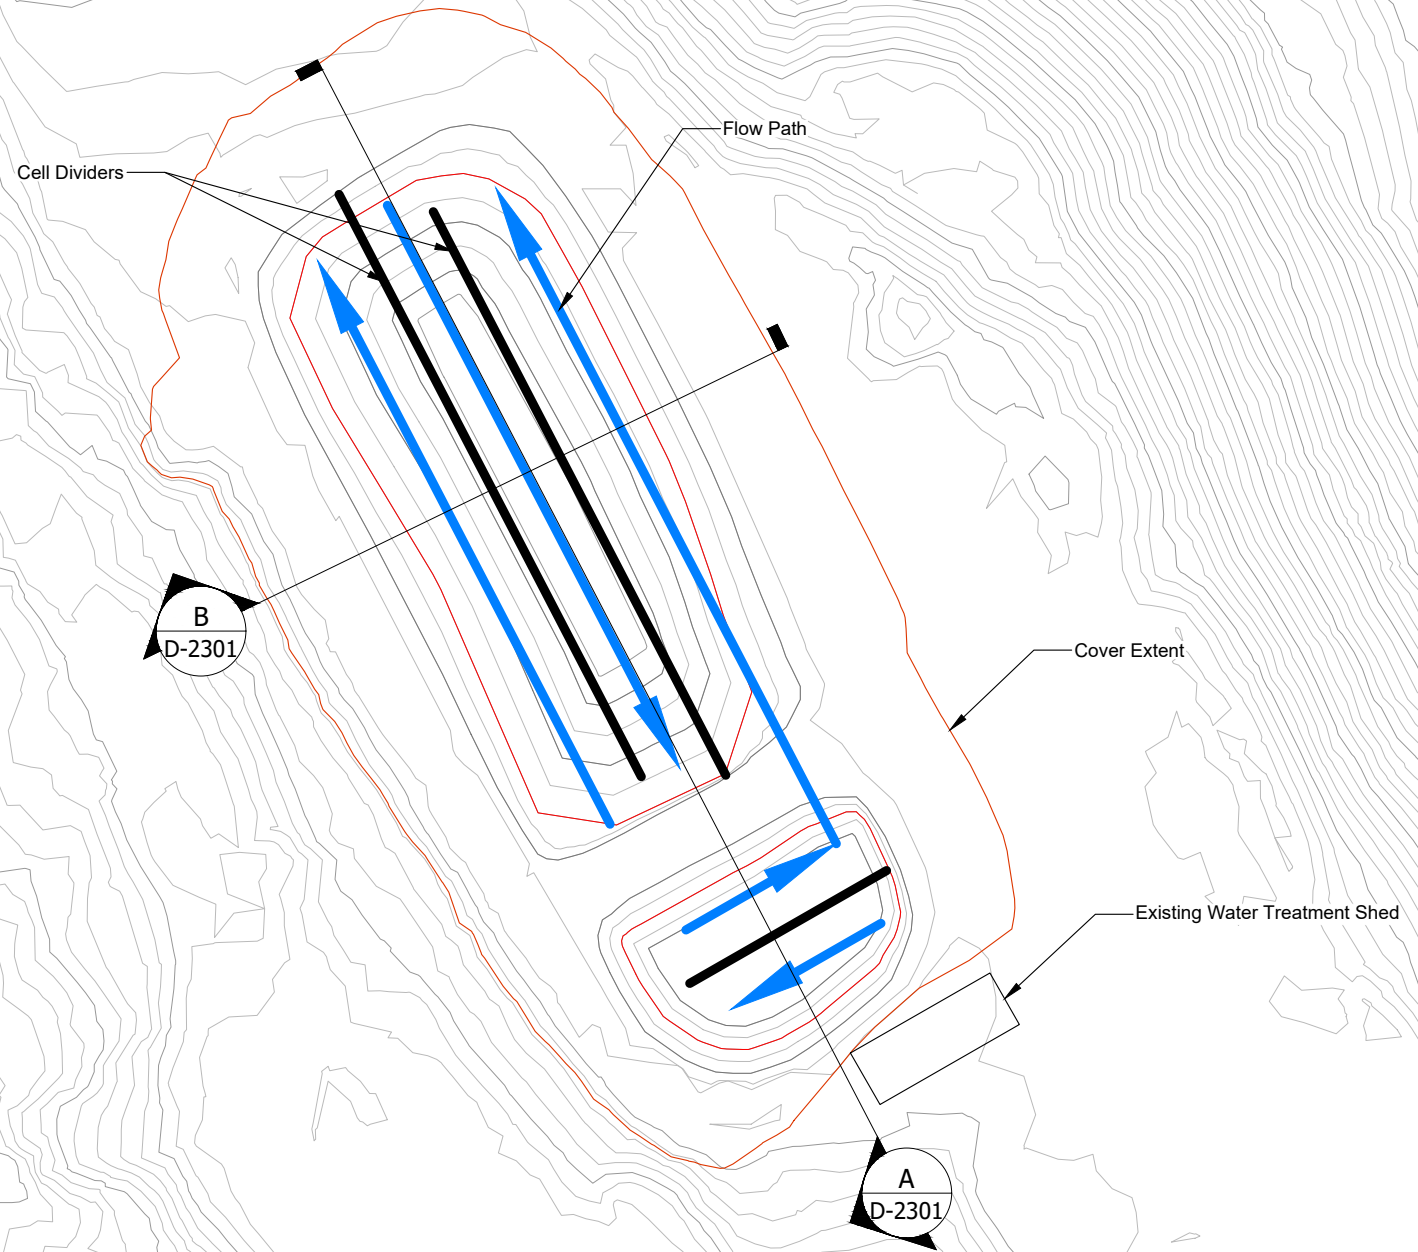 Flow Path
Cell Dividers
B
D-2301
Cover Extent
Existing Water Treatment Shed
A
D-2301